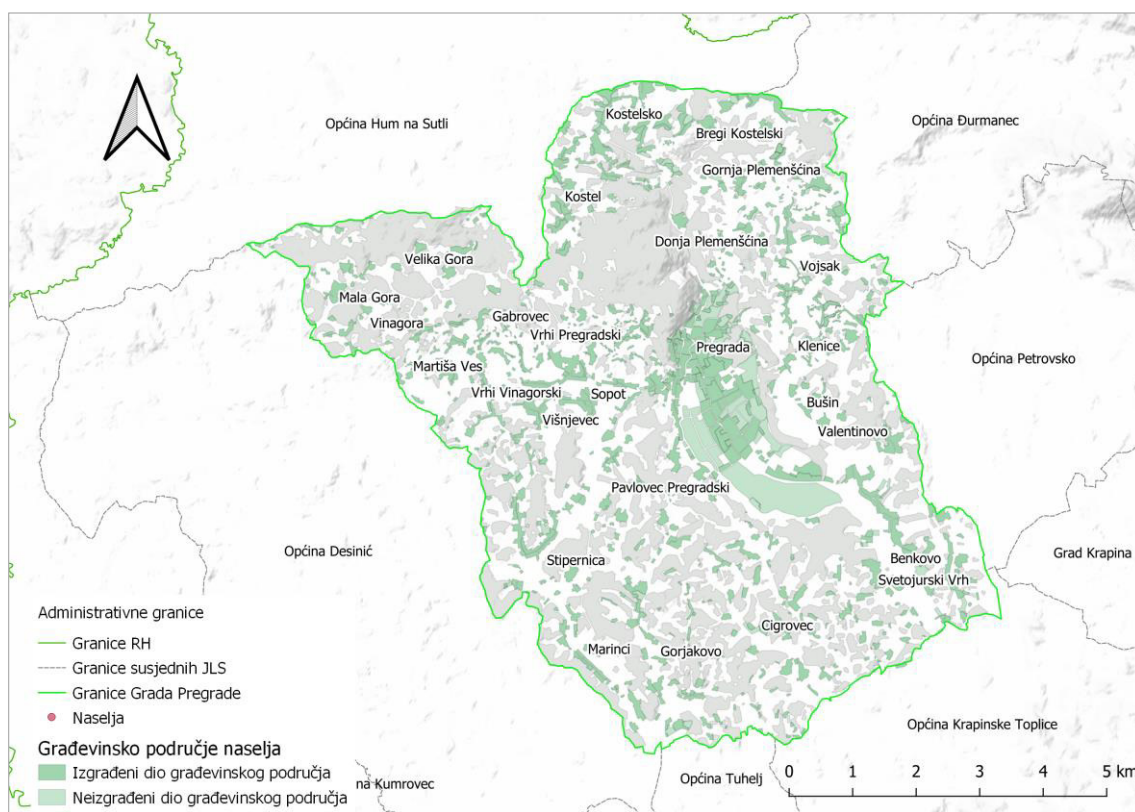 Općina Hum na Sutli
Kostelsko
Bregi Kostelski
Općina Đurmanec
Gornja Plemenšćina
Kostel
Donja Plemenšćina
Velika Gora
Vojsak
Mala Gora
Gabrovec
Vinagora
Vrhi Pregradski
Pregrada
Klenice
Općina Petrovsko
Martiša Ves
Vrhi Vinagorski
Sopot
Bušin
Višnjevec
Valentinovo
Pavlovec Pregradski
Općina Desinić
Stipernica
Benkovo
Grad Krapina
Svetojurski Vrh
Cigrovec
Marinci
Gorjakovo
Općina Krapinske Toplice
Općina Tuhelj
na Kumrovec
Administrativne granice
Granice RH
Granice susjednih JLS
Granice Grada Pregrade
Naselja
Građevinsko područje naselja
Izgrađeni dio građevinskog područja
Neizgrađeni dio građevinskog područja
0 1 2 3 4 5 km